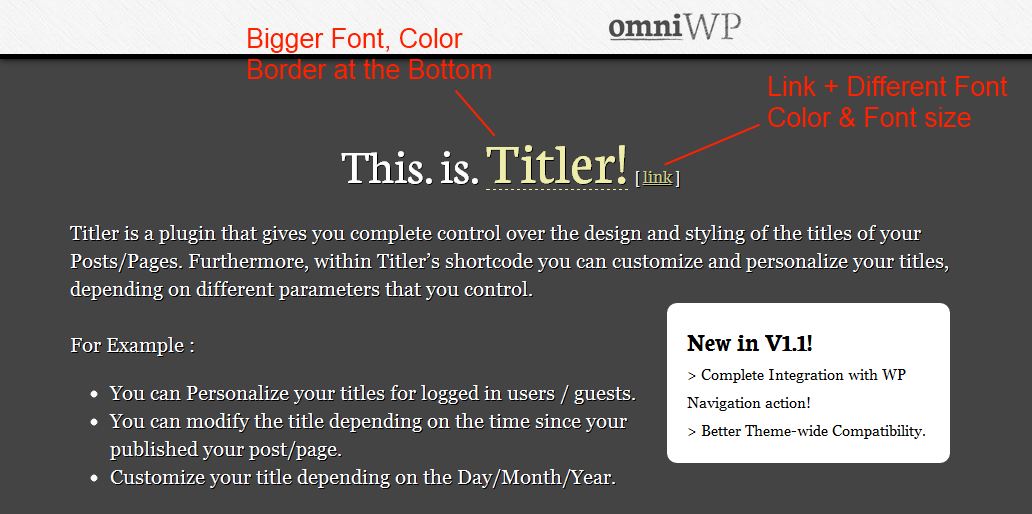 omniWP
Bigger Font, Color
Border at the Bottom
Link + Different Font
Color & Font size
This. is. Titler! [ link ]
Titler is a plugin that gives you complete control over the design and styling of the titles of your
Posts/Pages. Furthermore, within Titler’s shortcode you can customize and personalize your titles,
depending on different parameters that you control.
For Example :
• You can Personalize your titles for logged in users / guests.
• You can modify the title depending on the time since your
published your post/page.
• Customize your title depending on the Day/Month/Year.
New in V1.1!
> Complete Integration with WP
Navigation action!
> Better Theme-wide Compatibility.